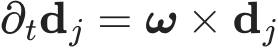 ∂ₜ𝐝ⱼ = 𝝎 × 𝐝ⱼ